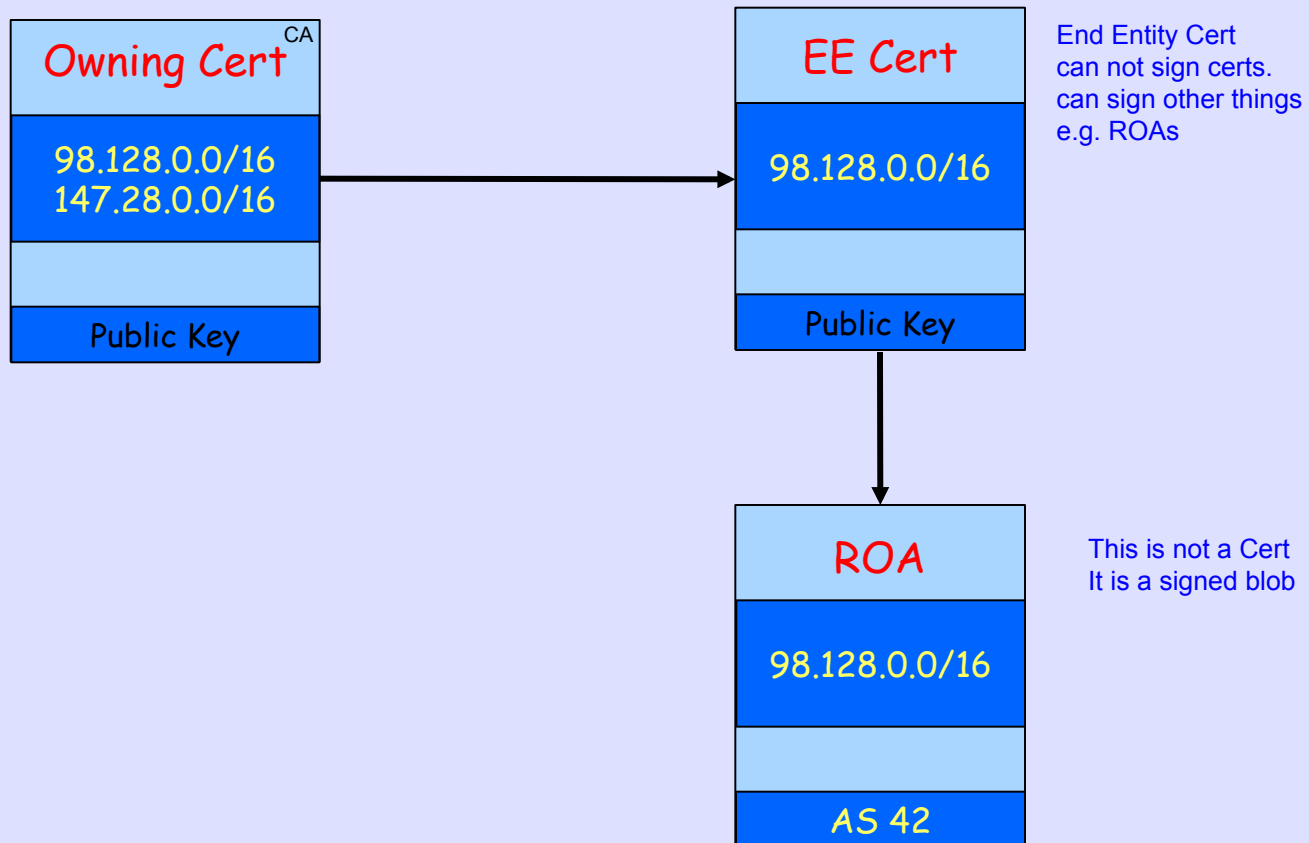 CA
Owning Cert
98.128.0.0/16
147.28.0.0/16
Public Key
EE Cert
98.128.0.0/16
Public Key
End Entity Cert
can not sign certs.
can sign other things
e.g. ROAs
ROA
98.128.0.0/16
AS 42
This is not a Cert
It is a signed blob